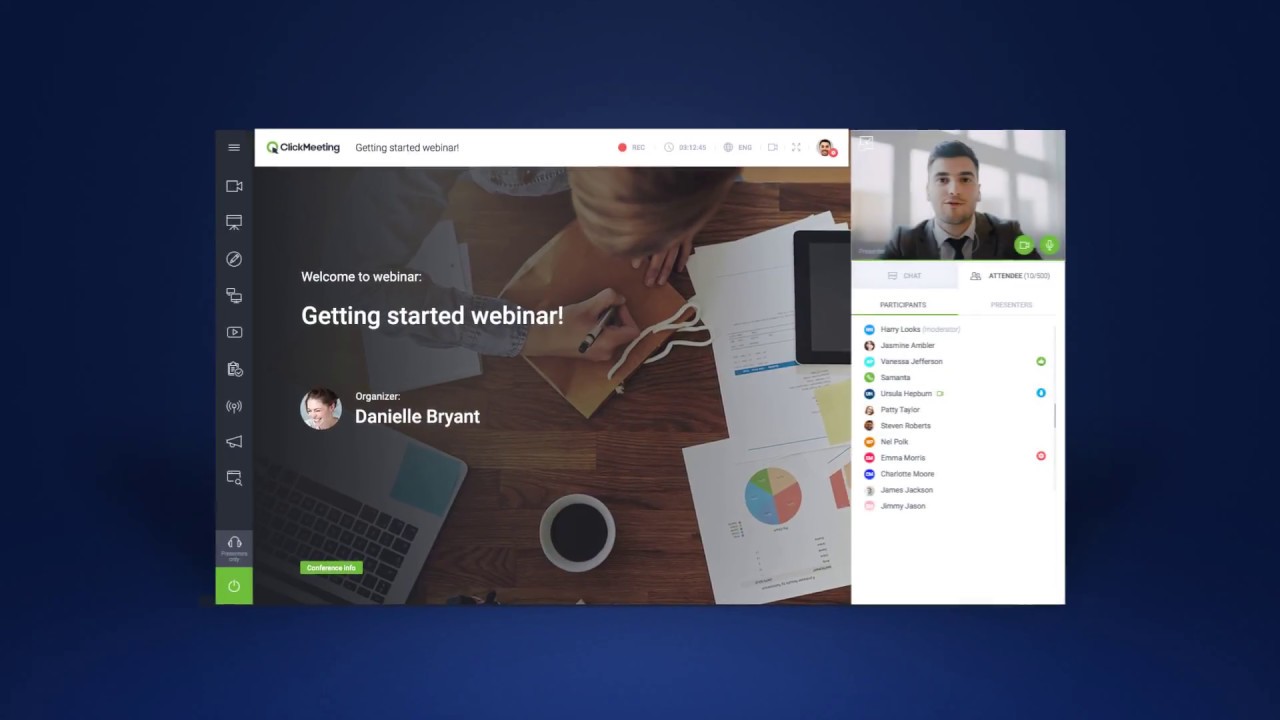 ClickMeeting
Getting started webinar!
REC
03:12:45
ENG
Presenter
CHAT
ATTENDEE (10/500)
PARTICIPANTS
PRESENTERS
Welcome to webinar:
Getting started webinar!
Organizer:
Danielle Bryant
Conference info
Presenters
only
Harry Looks (moderator)
Jasmine Ambler
Vanessa Jefferson
Samanta
Ursula Hepburn
Patty Taylor
Steven Roberts
Nel Polk
Emma Morris
Charlotte Moore
James Jackson
Jimmy Jason